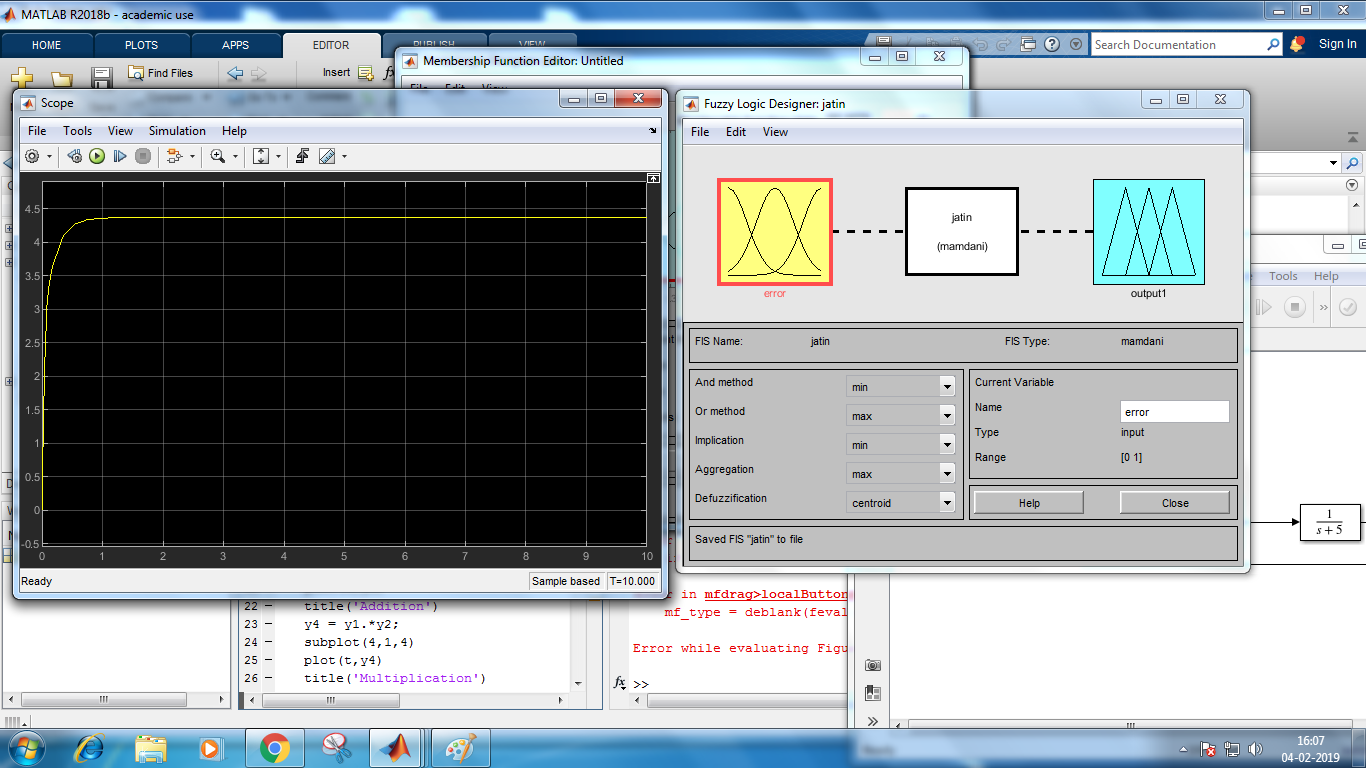 MATLAB R2018b - academic use
HOME PLOTS APPS EDITOR PUBLISH VIEW
Search Documentation Sign In
Find Files Insert fx
Membership Function Editor: Untitled
File Edit View
Scope
File Tools View Simulation Help
4.5
4
3.5
3
2.5
2
1.5
1
0.5
0
-0.5
0 1 2 3 4 5 6 7 8 9 10
Ready Sample based T=10.000
Fuzzy Logic Designer: jatin
File Edit View
jatin
(mamdani)
error
output1
FIS Name: jatin FIS Type: mamdani
And method min
Or method max
Implication min
Aggregation max
Defuzzification centroid
Current Variable
Name error
Type input
Range [0 1]
Help Close
Saved FIS "jatin" to file
Tools Help
1
s + 5
22 – title('Addition')
23 – y4 = y1.*y2;
24 – subplot(4,1,4)
25 – plot(t,y4)
26 – title('Multiplication')
in mfdrag>localButton
mf_type = deblank(feval
Error while evaluating Figu
fx >>
16:07
04-02-2019